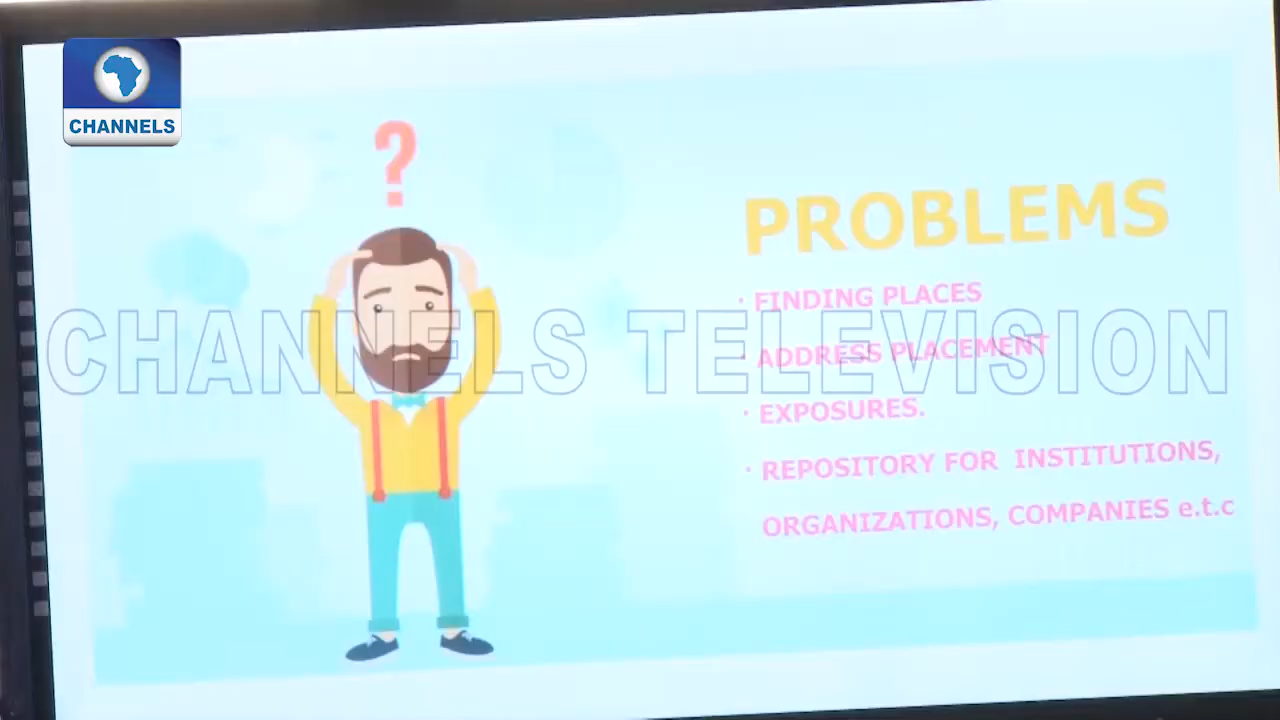 CHANNELS
?
PROBLEMS
· FINDING PLACES
CHANNELS TELEVISION
· ADDRESS PLACEMENT
· EXPOSURES.
· REPOSITORY FOR INSTITUTIONS,
ORGANIZATIONS, COMPANIES e.t.c